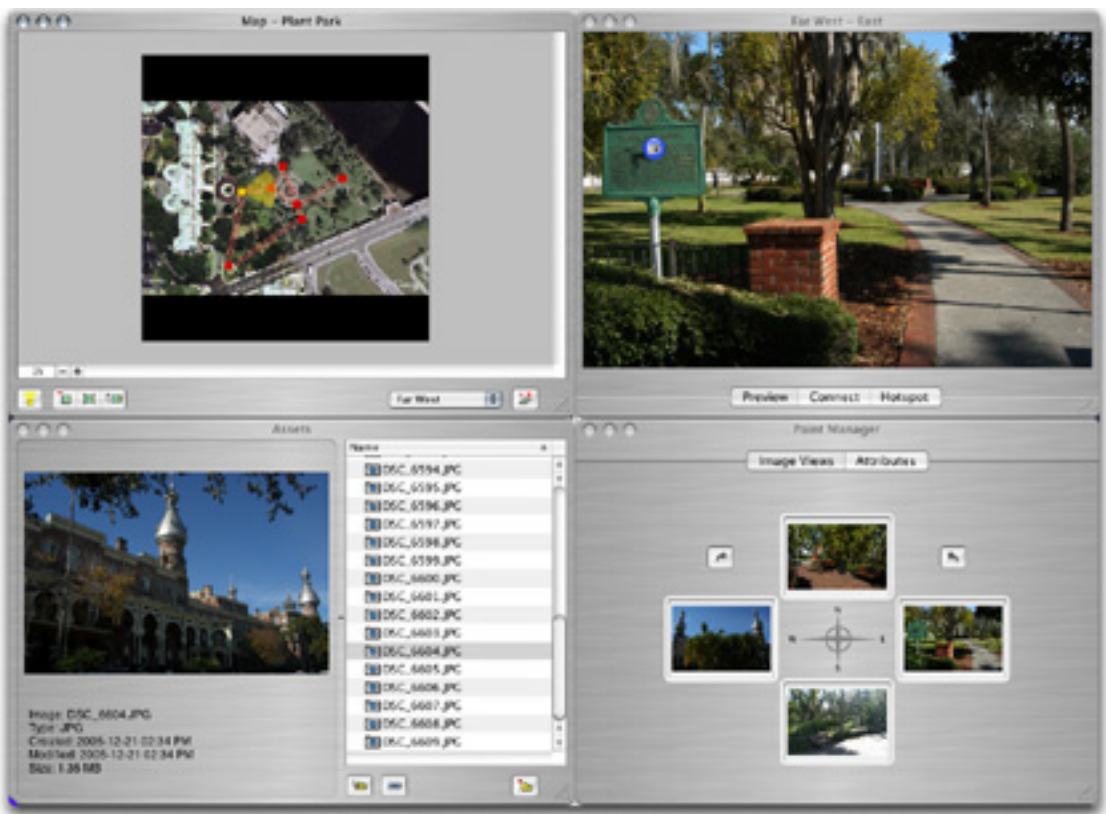 Map – Plant Park
Far West
Far West – East
Preview Connect Hotspot
Assets
Name
DSC_6594.JPG
DSC_6595.JPG
DSC_6596.JPG
DSC_6597.JPG
DSC_6598.JPG
DSC_6599.JPG
DSC_6600.JPG
DSC_6601.JPG
DSC_6602.JPG
DSC_6603.JPG
DSC_6604.JPG
DSC_6605.JPG
DSC_6606.JPG
DSC_6607.JPG
DSC_6608.JPG
DSC_6609.JPG
Image: DSC_6604.JPG
Type: JPG
Created: 2005-12-21 02:34 PM
Modified: 2005-12-21 02:34 PM
Size: 1.35 MB
Point Manager
Image Views Attributes
N
W E
S